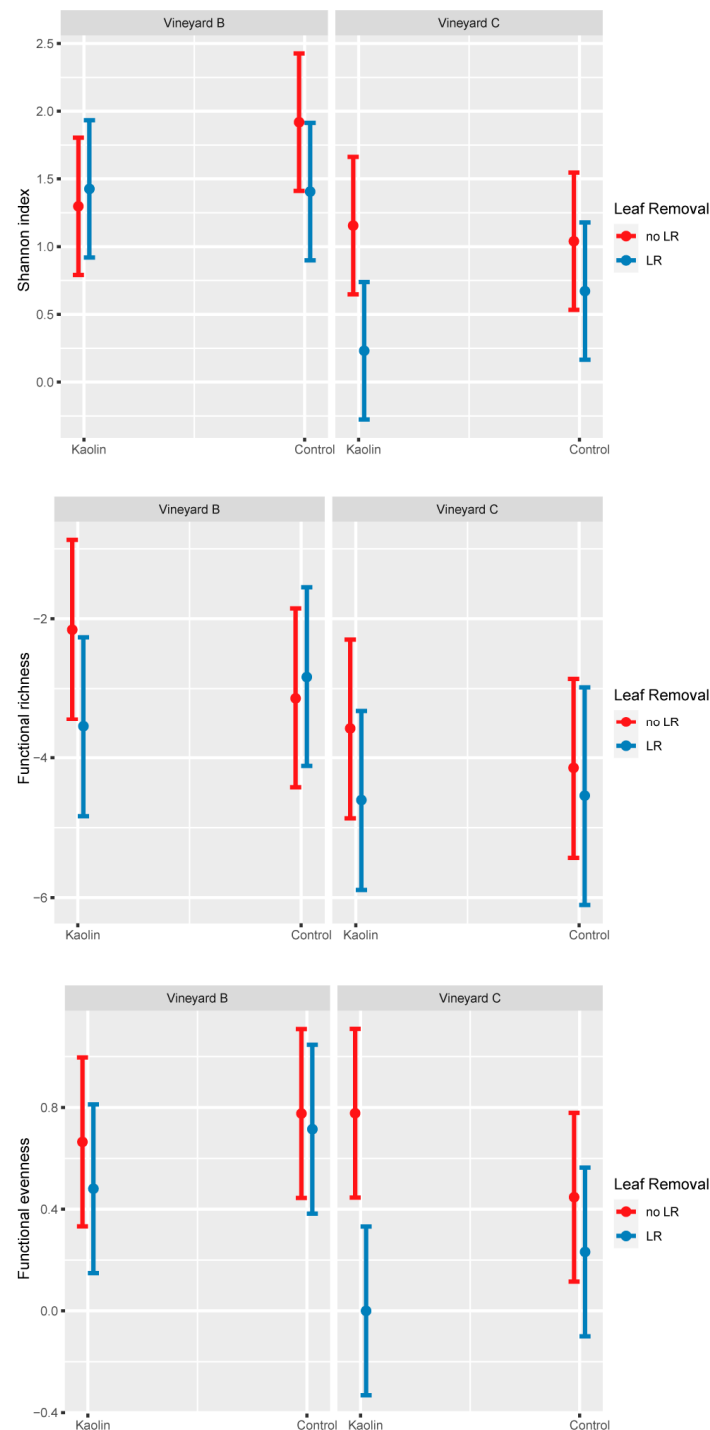 Vineyard B Vineyard C
2.5
2.0
1.5
1.0
0.5
0.0
Shannon index
Kaolin Control Kaolin Control
Leaf Removal
no LR
LR
Vineyard B Vineyard C
−2
−4
−6
Functional richness
Kaolin Control Kaolin Control
Leaf Removal
no LR
LR
Vineyard B Vineyard C
0.8
0.4
0.0
−0.4
Functional evenness
Kaolin Control Kaolin Control
Leaf Removal
no LR
LR